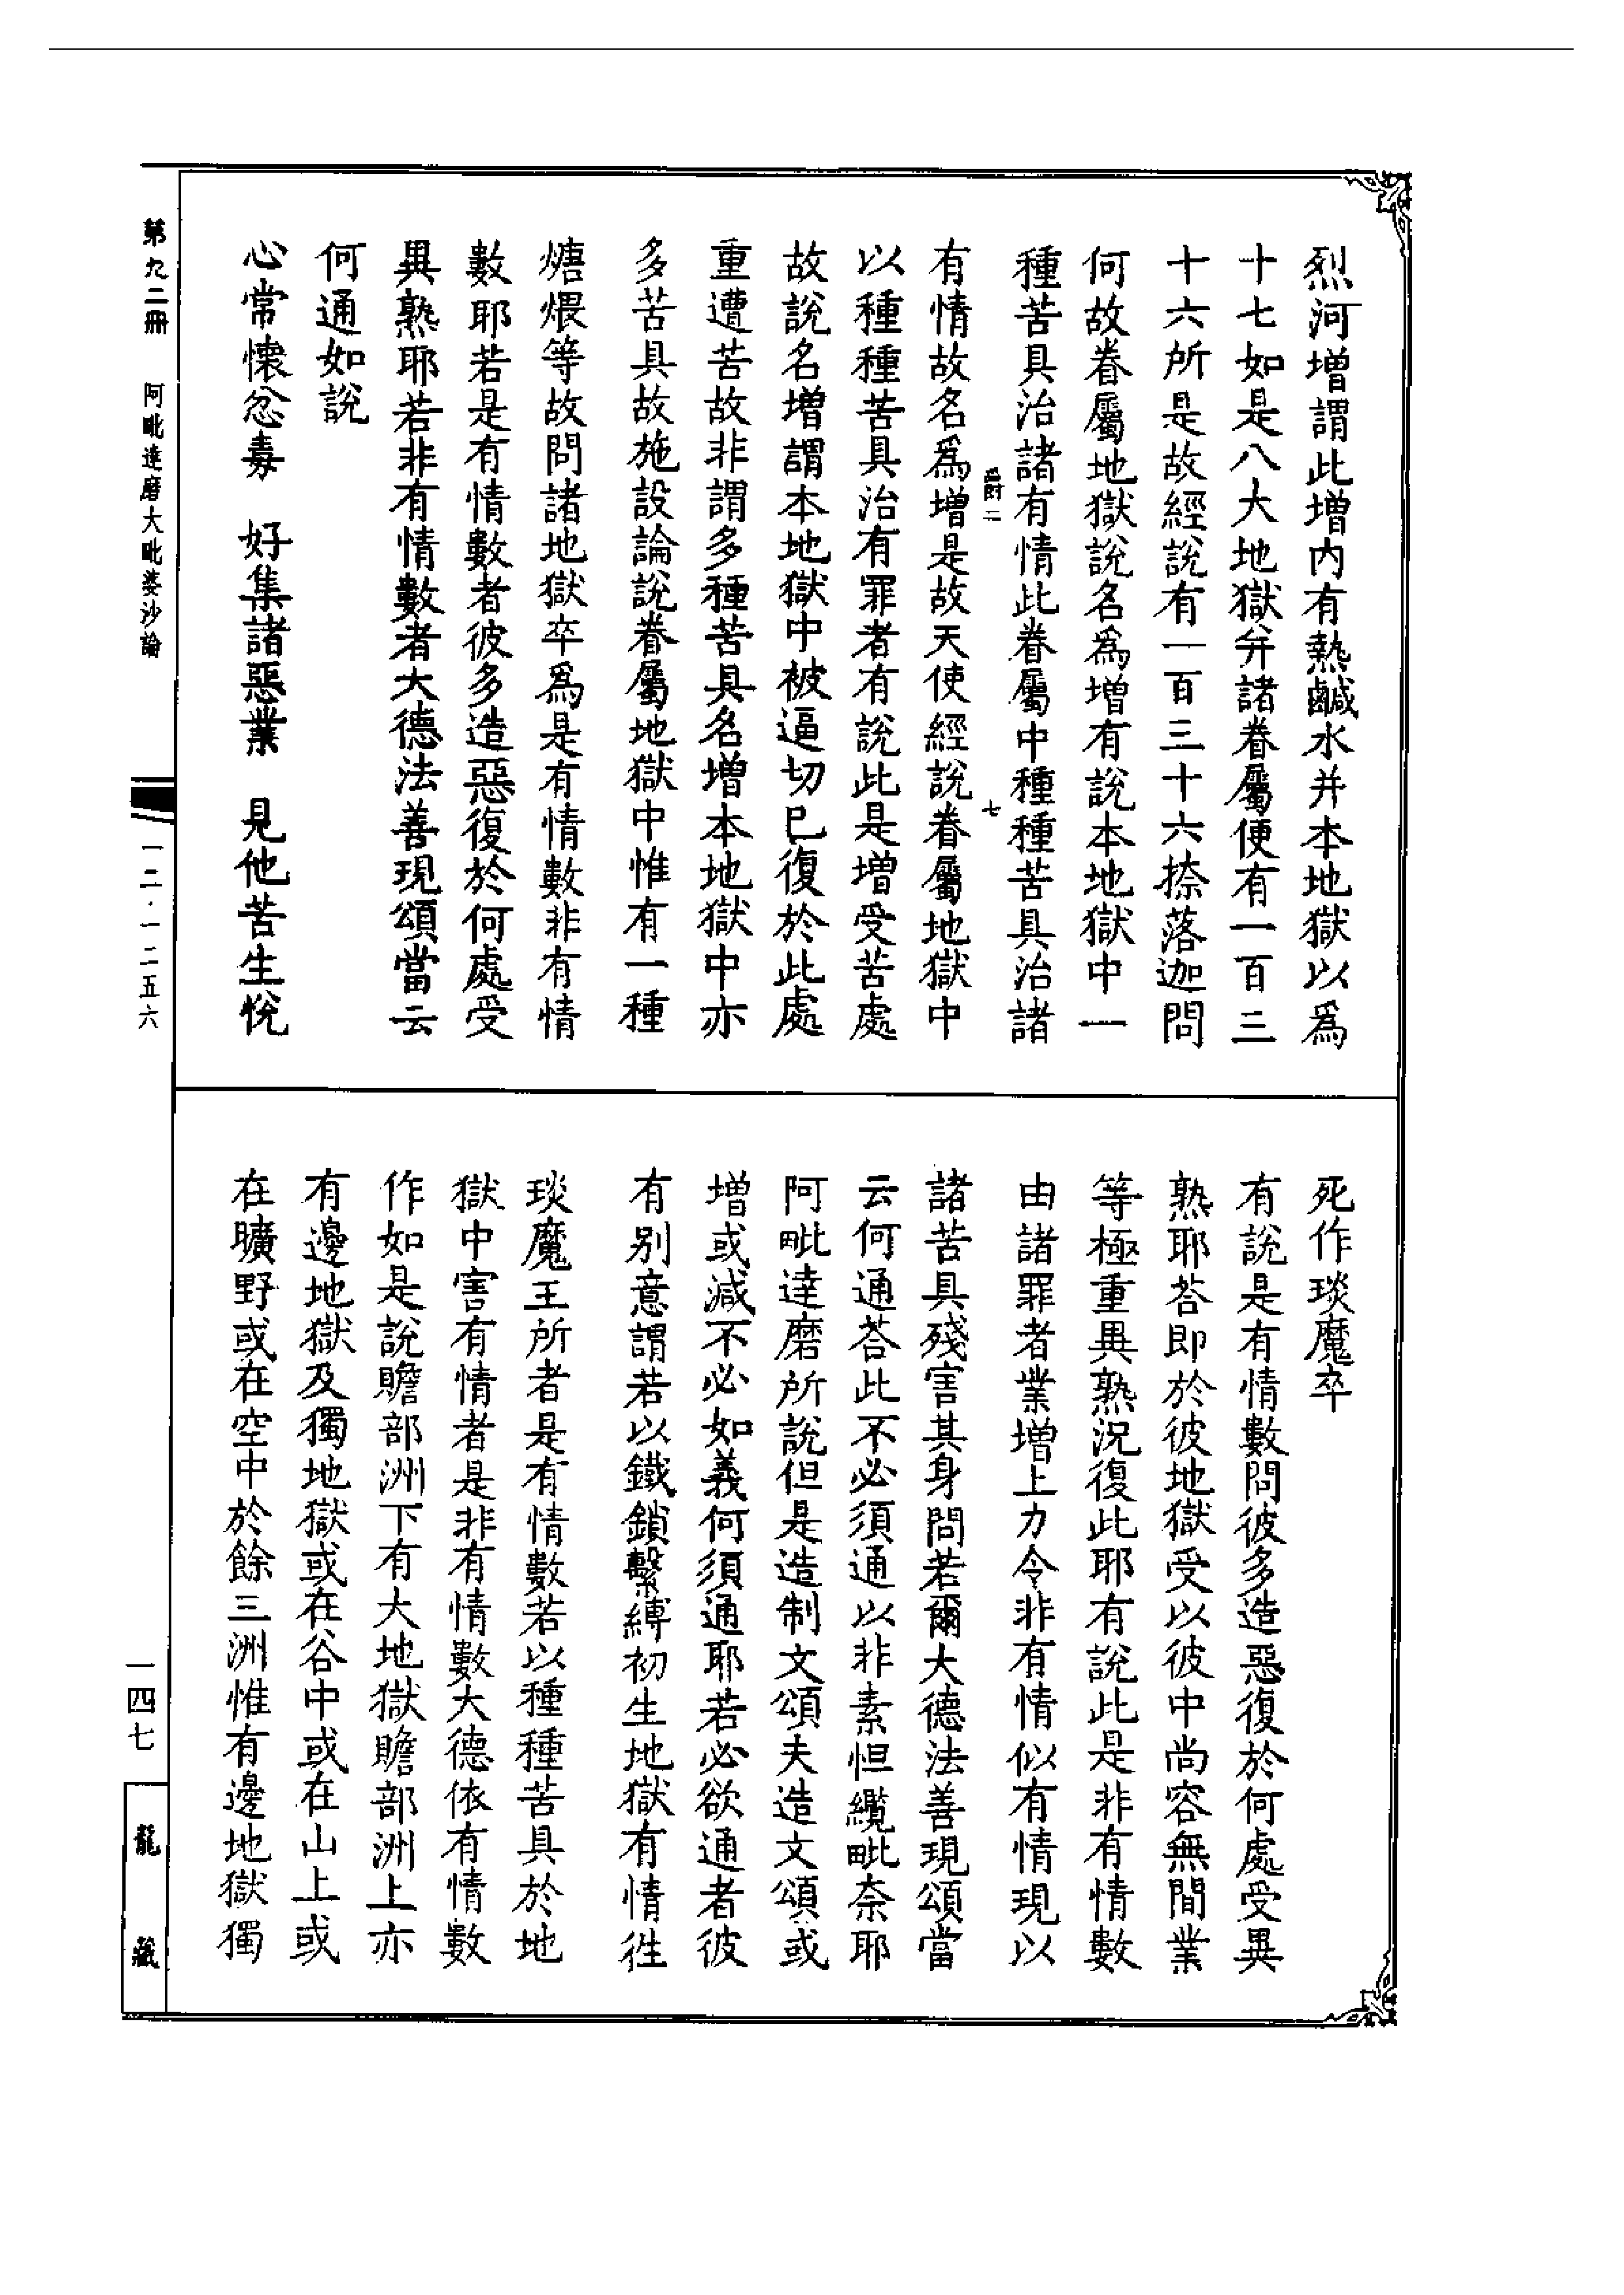 烈河增謂此增内有熱鹹水并本地獄以爲
十七如是八大地獄并諸眷屬便有一百三
十六所是故經說有一百三十六捺落迦問
何故眷屬地獄說名爲增有說本地獄中一
種苦具治諸有情此眷屬中種種苦具治諸
七
有情故名爲增是故天使經說眷屬地獄中
以種種苦具治有罪者有說此是增受苦處
故說名增謂本地獄中被逼切已復於此處
重遭苦故非謂多種苦具名增本地獄中亦
多苦具故施設論說眷屬地獄中惟有一種
煻煨等故問諸地獄卒爲是有情數非有情
數耶若是有情數者彼多造惡復於何處受
異熟耶若非有情數者大德法善現頌當云
何通如說
心常懷忿毒　好集諸惡業　見他苦生悅
死作琰魔卒
有說是有情數問彼多造惡復於何處受異
熟耶荅即於彼地獄受以彼中尚容無間業
等極重異熟況復此耶有說此是非有情數
由諸罪者業增上力令非有情似有情現以
諸苦具殘害其身問若爾大德法善現頌當
云何通荅此不必須通以非素怛纜毗奈耶
阿毗達磨所說但是造制文頌夫造文頌或
增或減不必如義何須通耶若必欲通者彼
有別意謂若以鐵鎖繫縛初生地獄有情往
琰魔王所者是有情數若以種種苦具於地
獄中害有情者是非有情數大德依有情數
作如是說贍部洲下有大地獄贍部洲上亦
有邊地獄及獨地獄或在谷中或在山上或
在曠野或在空中於餘三洲惟有邊地獄獨
第九二冊　阿毗達磨大毗婆沙論
一二·一二五六
一四七
龍藏